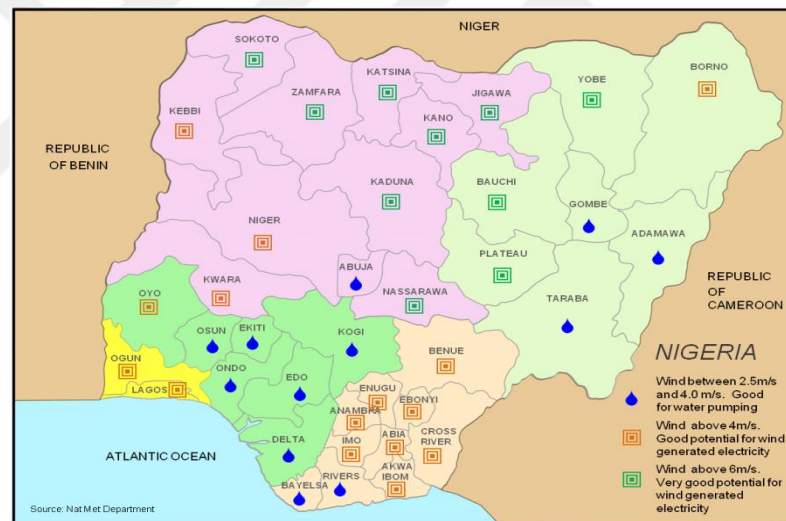 NIGER
SOKOTO
KATSINA
ZAMFARA
JIGAWA
YOBE
BORNO
KEBBI
KANO
REPUBLIC
OF BENIN
KADUNA
BAUCHI
GOMBE
NIGER
ADAMAWA
PLATEAU
ABUJA
KWARA
NASSARAWA
TARABA
REPUBLIC
OF
CAMEROON
OYO
OSUN
EKITI
KOGI
BENUE
OGUN
ONDO
LAGOS
EDO
ENUGU
EBONYI
ANAMBRA
IMO
ABIA
CROSS
RIVER
DELTA
AKWA
IBOM
BAYELSA
RIVERS
ATLANTIC OCEAN
NIGERIA
Wind between 2.5m/s
and 4.0 m/s. Good
for water pumping
Wind above 4m/s.
Good potential for wind
generated electricity
Wind above 6m/s.
Very good potential for
wind generated
electricity
Source: Nat Met Department